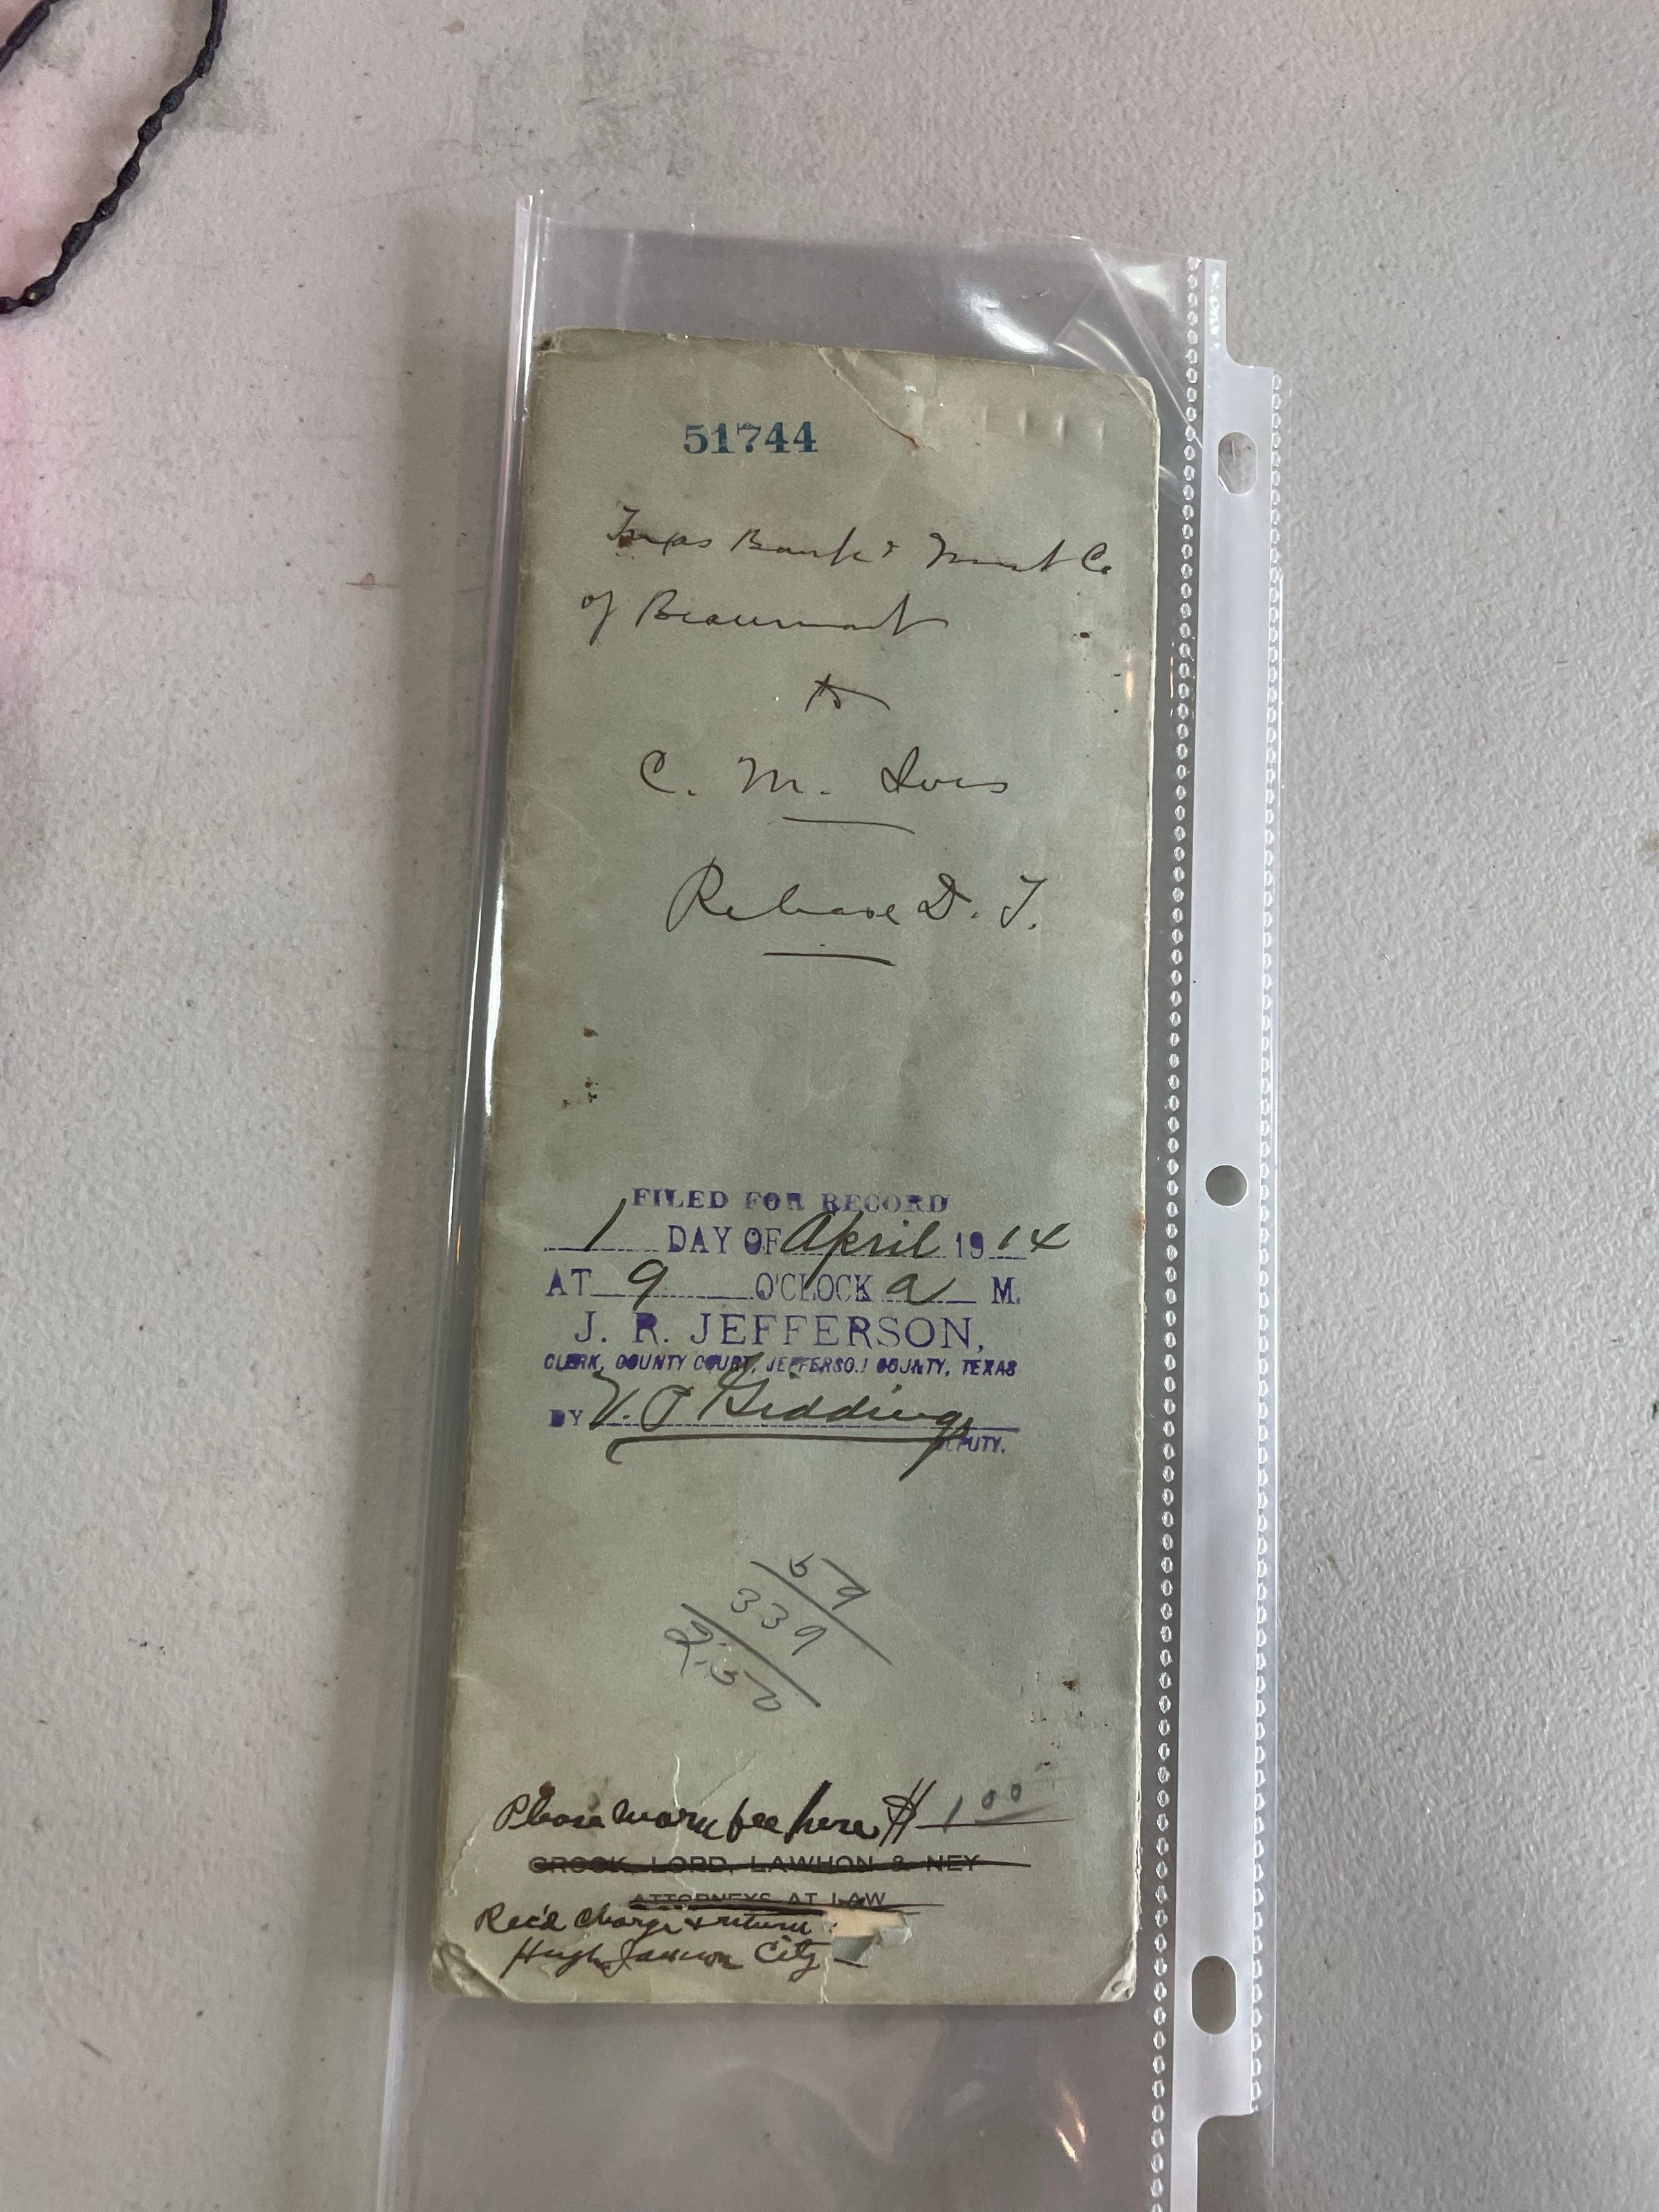 51744
Texas Bank & Trust Co
of Beaumont
to
C. M. Ives
Release D. T.
FILED FOR RECORD
1 DAY OF April 1914
AT 9 O'CLOCK a M.
J. R. JEFFERSON,
CLERK, COUNTY COURT, JEFFERSON COUNTY, TEXAS
BY V. P Giddings
DEPUTY.
59
339
Please mark fee here $ 1 00
CROOK, LORD, LAWHON & NEY
ATTORNEYS AT LAW
Rec'd Charge & return
Hugh Jackson City